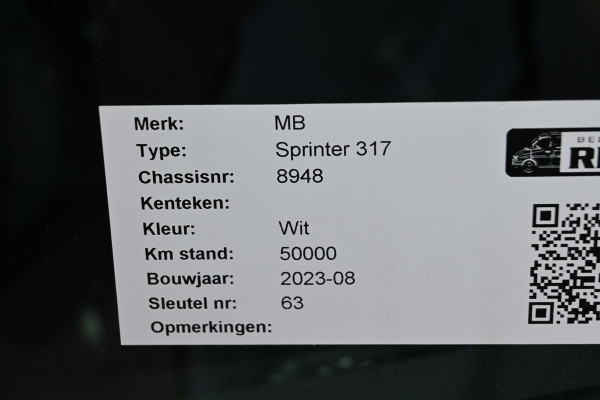 Merk: MB
Type: Sprinter 317
Chassisnr: 8948
Kenteken:
Kleur: Wit
Km stand: 50000
Bouwjaar: 2023-08
Sleutel nr: 63
Opmerkingen: